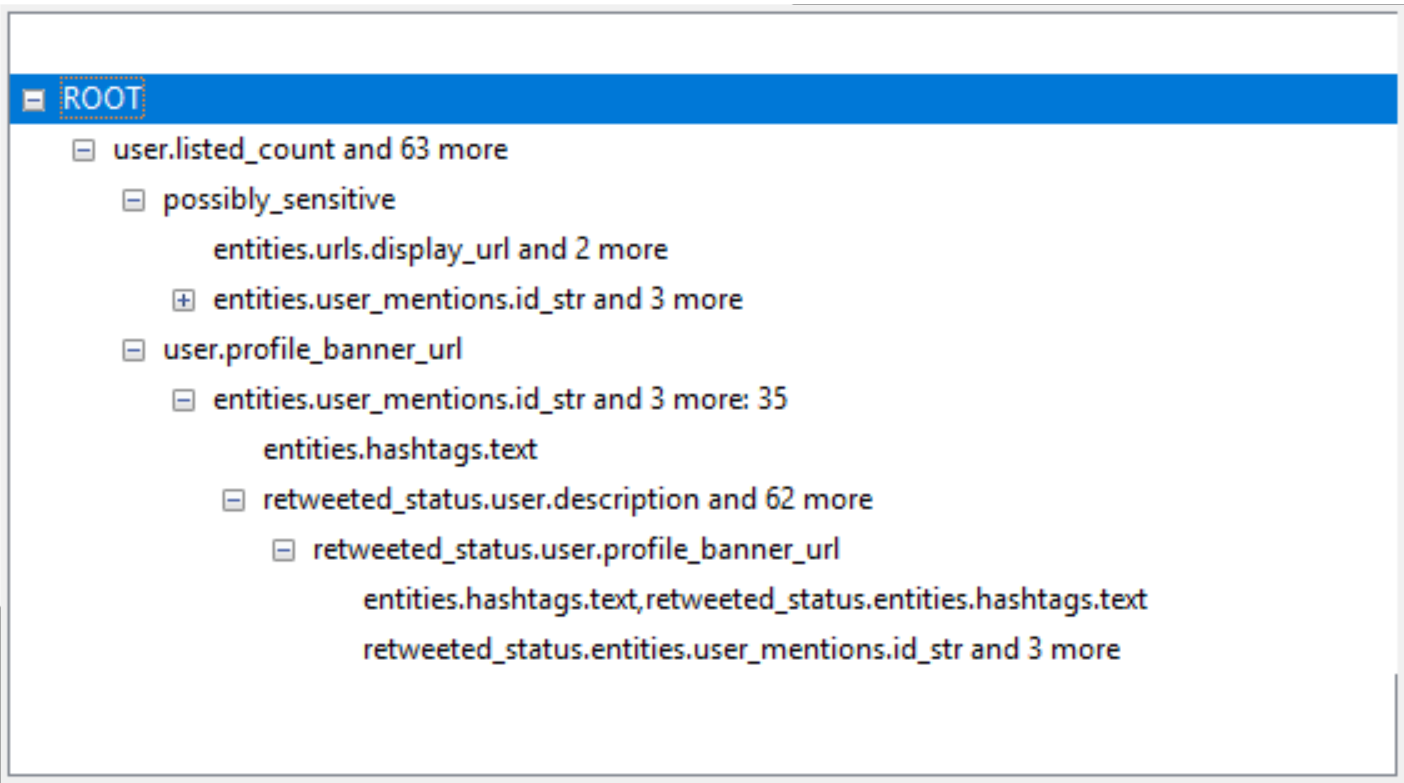 ROOT
user.listed_count and 63 more
possibly_sensitive
entities.urls.display_url and 2 more
entities.user_mentions.id_str and 3 more
user.profile_banner_url
entities.user_mentions.id_str and 3 more: 35
entities.hashtags.text
retweeted_status.user.description and 62 more
retweeted_status.user.profile_banner_url
entities.hashtags.text,retweeted_status.entities.hashtags.text
retweeted_status.entities.user_mentions.id_str and 3 more